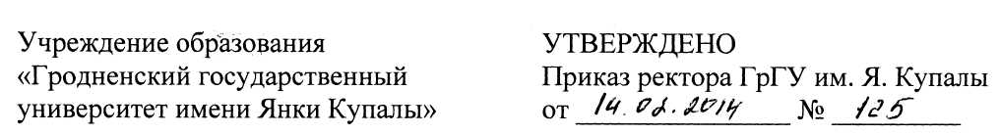 Учреждение образования
«Гродненский государственный
университет имени Янки Купалы»
УТВЕРЖДЕНО
Приказ ректора ГрГУ им. Я. Купалы
от 14.02.2014 № 125